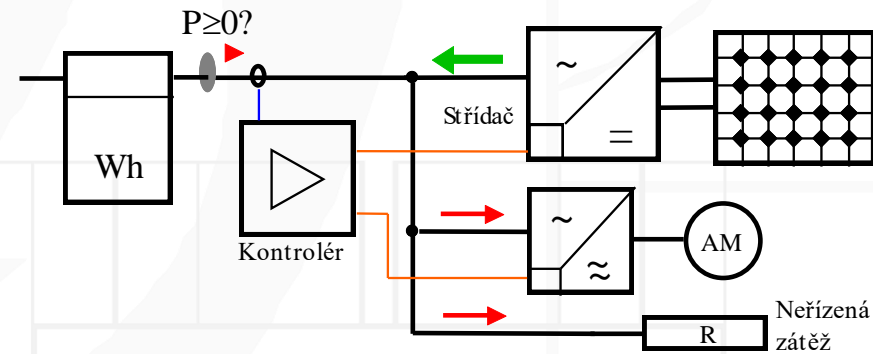 P≥0?
~
Střídač
=
Wh
Kontrolér
~
≈
AM
R
Neřízená
zátěž